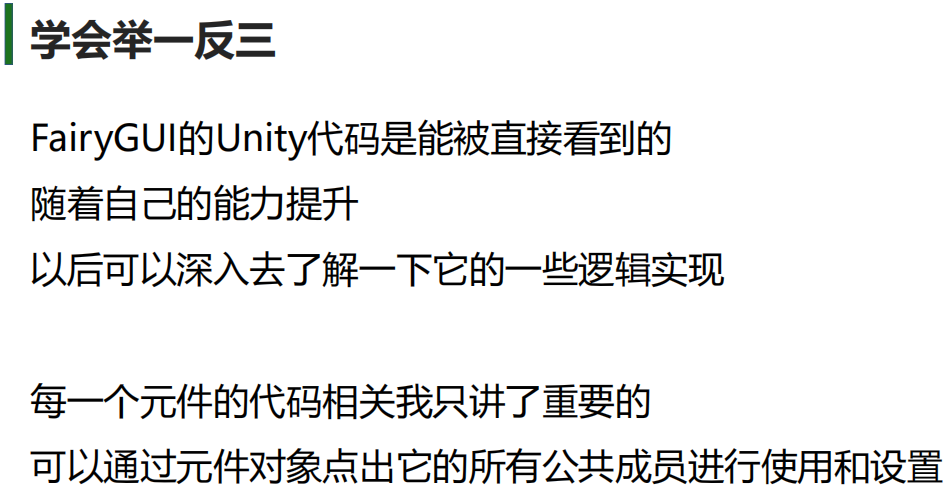 学会举一反三
FairyGUI的Unity代码是能被直接看到的
随着自己的能力提升
以后可以深入去了解一下它的一些逻辑实现
每一个元件的代码相关我只讲了重要的
可以通过元件对象点出它的所有公共成员进行使用和设置